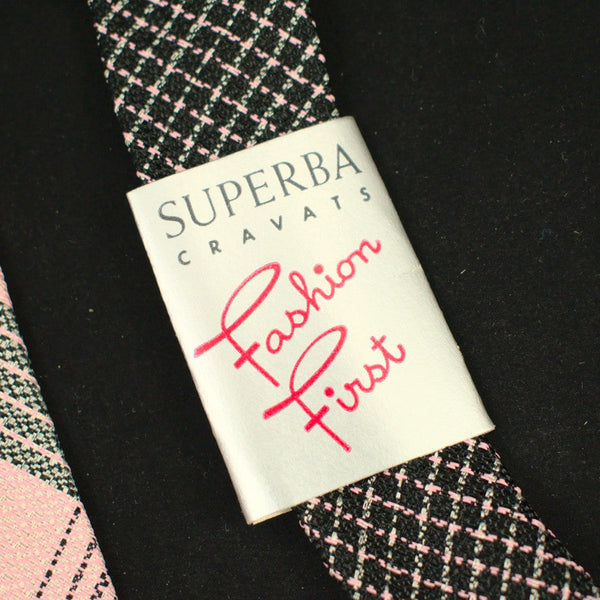 SUPERBA
CRAVATS
Fashion
First